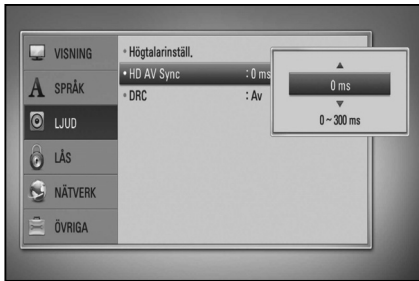 VISNING
SPRÅK
LJUD
LÅS
NÄTVERK
ÖVRIGA
• Högtalarinställ.
• HD AV Sync : 0 ms
• DRC : Av
0 ms
0 ~ 300 ms